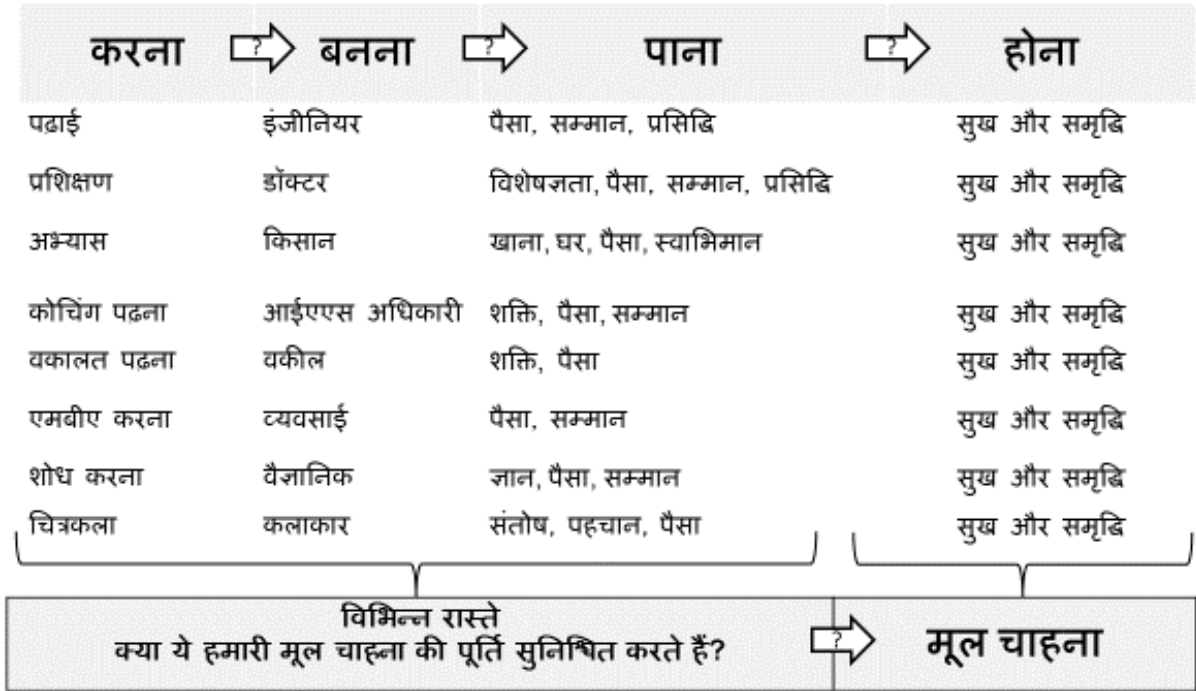 करना ? बनना ? पाना ? होना
पढाई इंजीनियर पैसा, सम्मान, प्रसिद्धि सुख और समृद्धि
प्रशिक्षण डॉक्टर विशेषज्ञता, पैसा, सम्मान, प्रसिद्धि सुख और समृद्धि
अभ्यास किसान खाना, घर, पैसा, स्वाभिमान सुख और समृद्धि
कोचिंग पढना आईएएस अधिकारी शक्ति, पैसा, सम्मान सुख और समृद्धि
वकालत पढना वकील शक्ति, पैसा सुख और समृद्धि
एमबीए करना व्यवसाई पैसा, सम्मान सुख और समृद्धि
शोध करना वैज्ञानिक ज्ञान, पैसा, सम्मान सुख और समृद्धि
चित्रकला कलाकार संतोष, पहचान, पैसा सुख और समृद्धि
विभिन्न रास्ते
क्या ये हमारी मूल चाहना की पूर्ति सुनिश्चित करते हैं? ? मूल चाहना